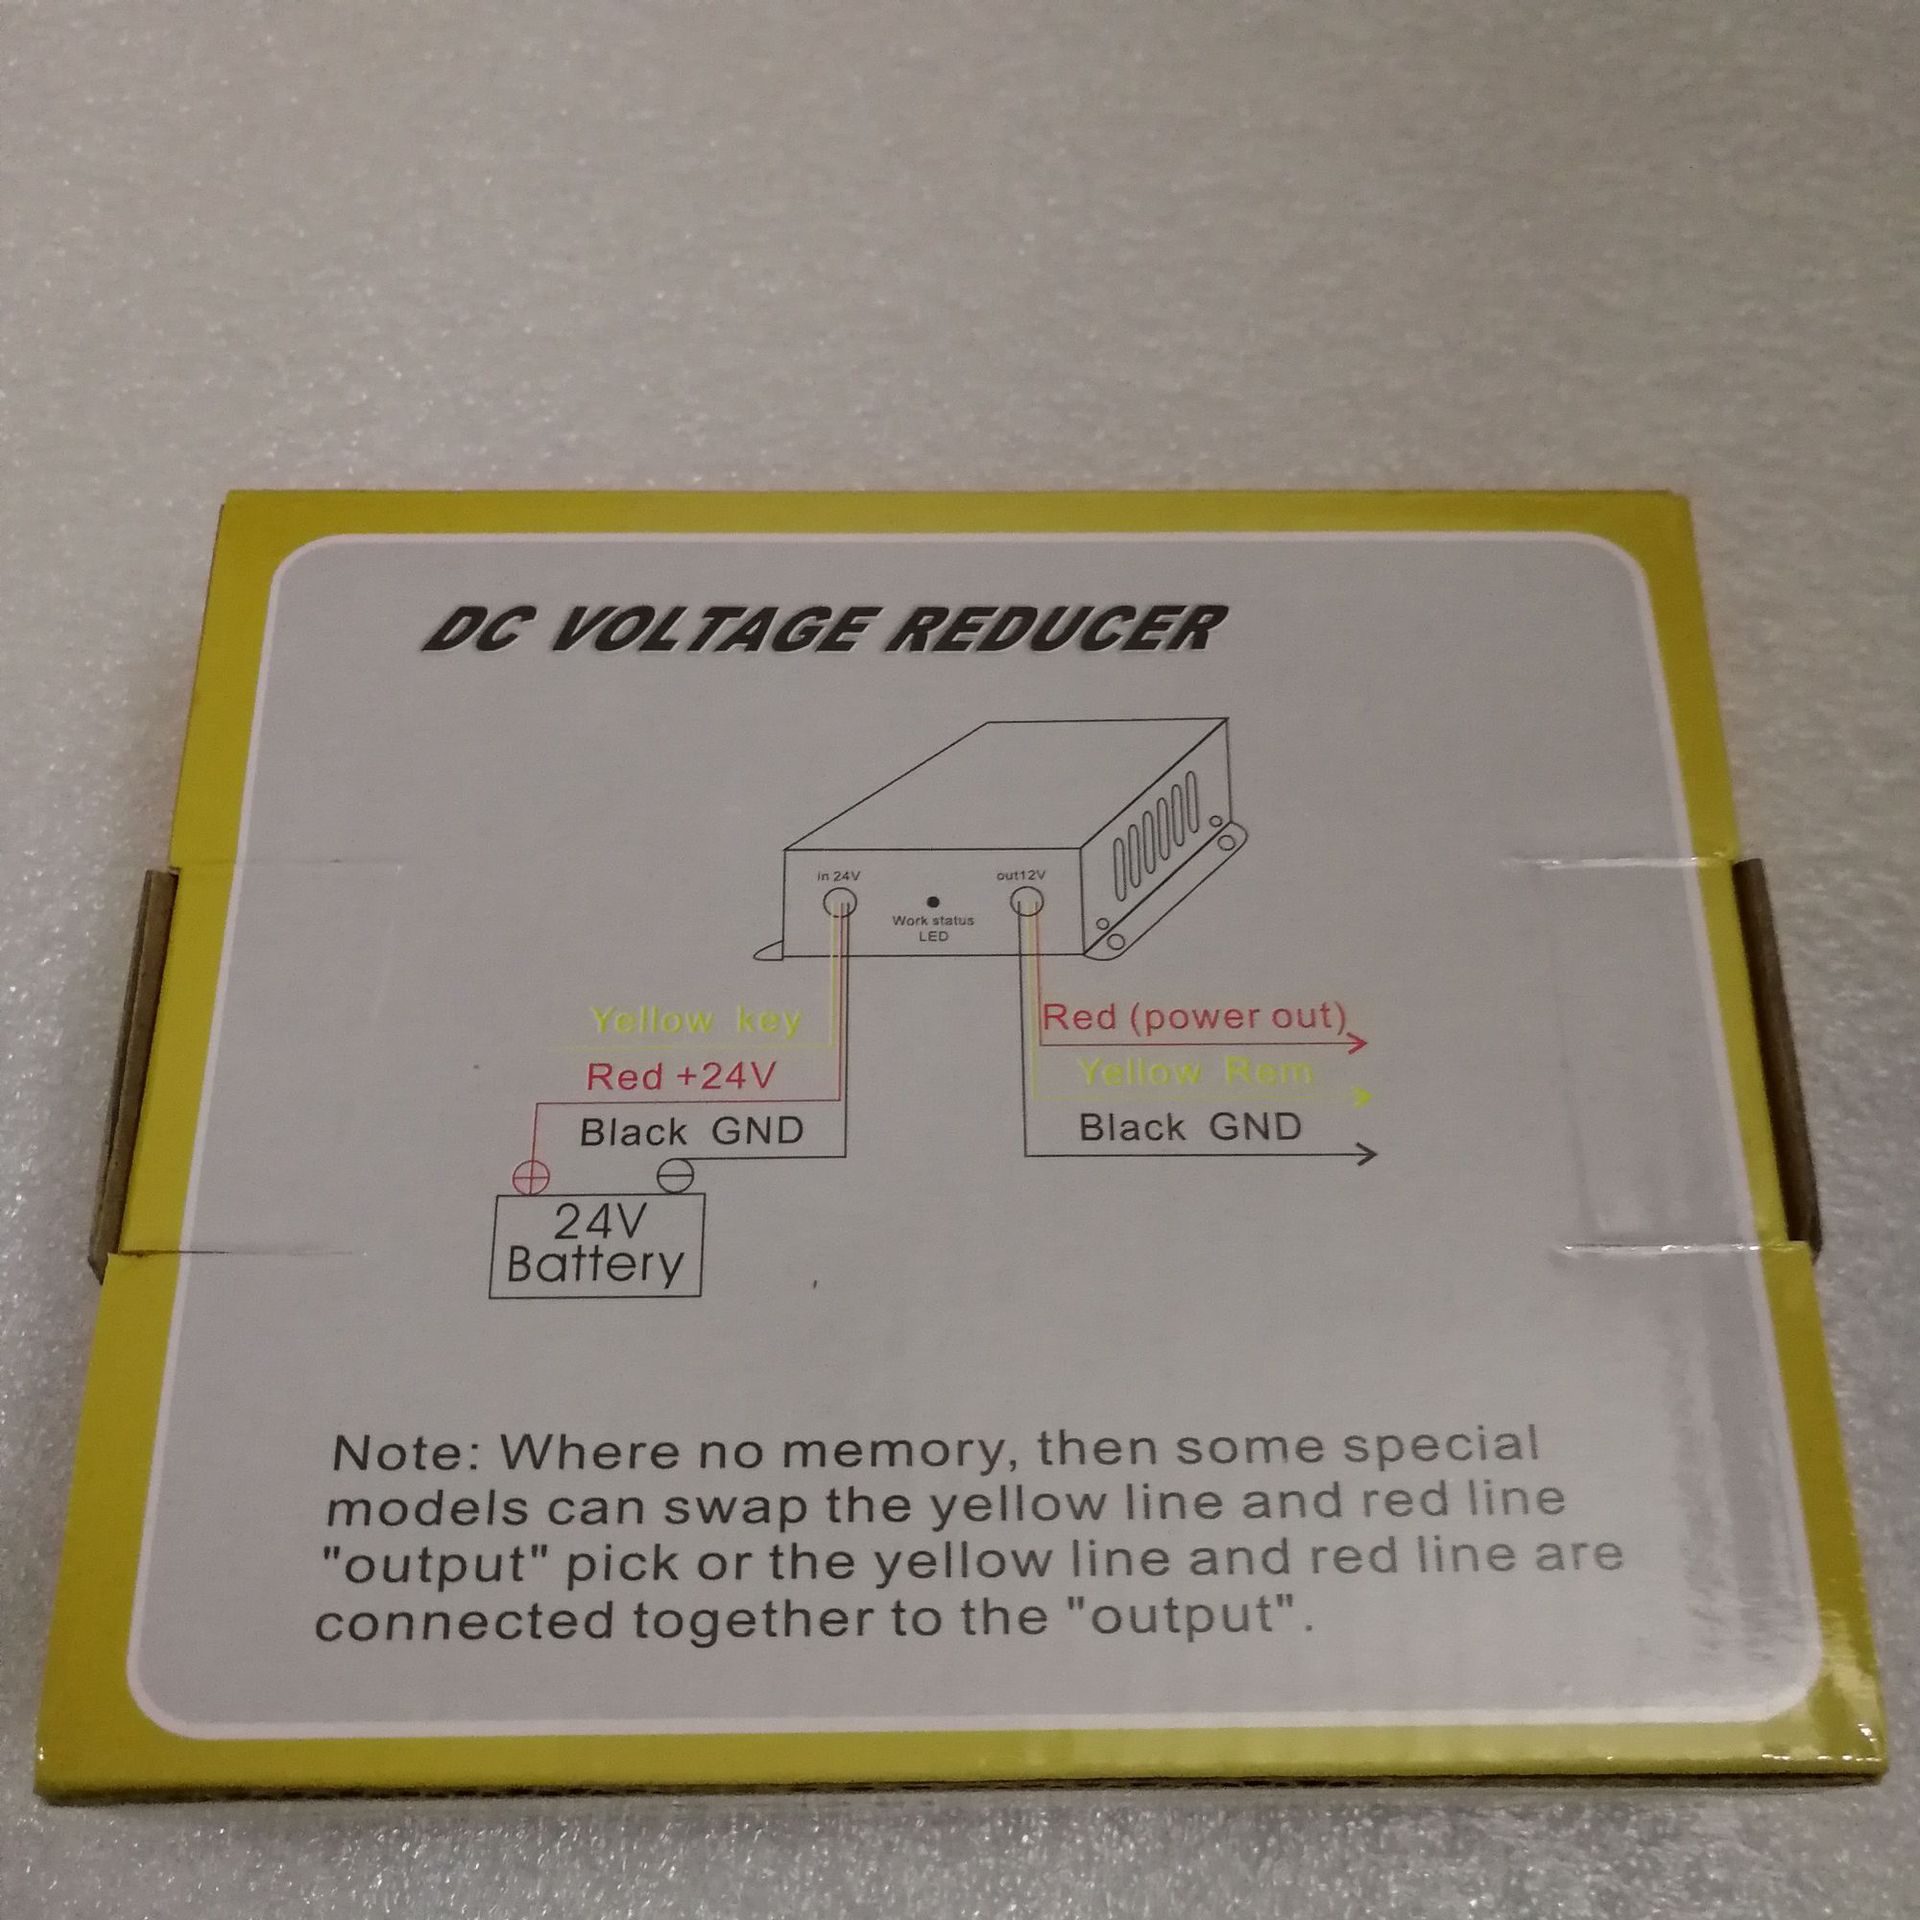 DC VOLTAGE REDUCER
in 24V
out12V
Work status
LED
Yellow key
Red +24V
Black GND
Red (power out)
Yellow Rem
Black GND
24V
Battery
Note: Where no memory, then some special
models can swap the yellow line and red line
"output" pick or the yellow line and red line are
connected together to the "output".